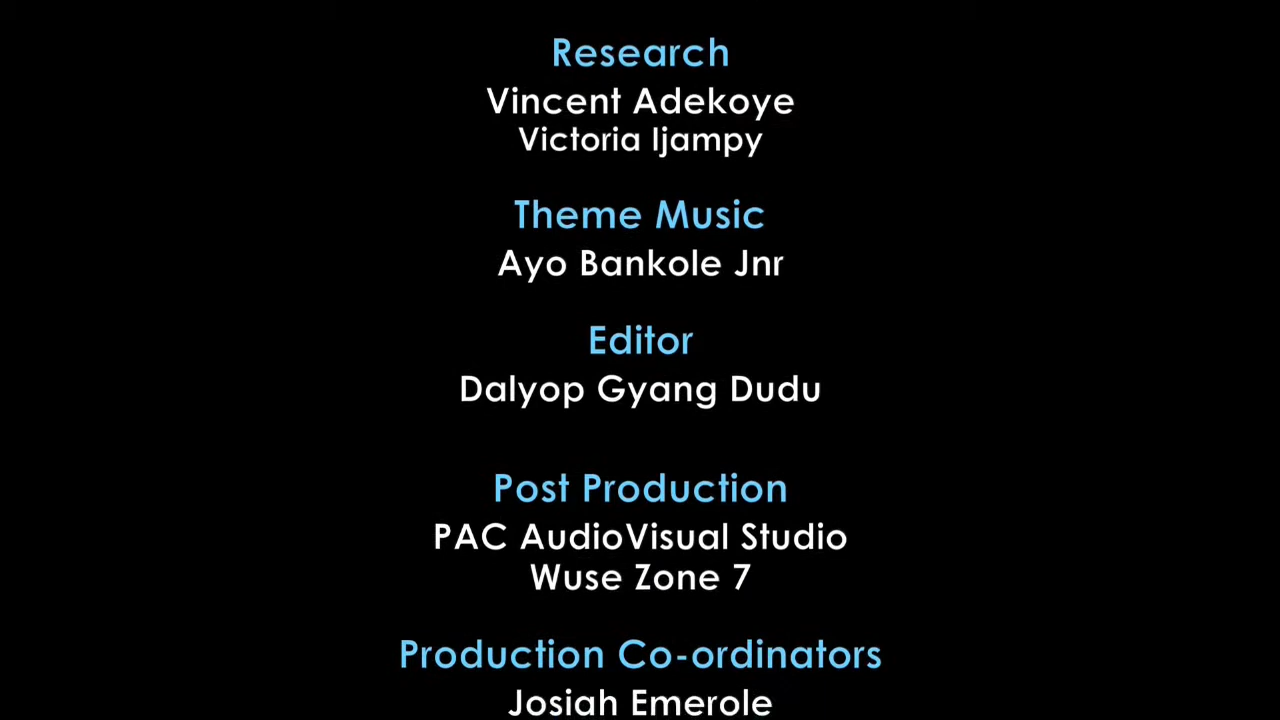 Research
Vincent Adekoye
Victoria Ijampy
Theme Music
Ayo Bankole Jnr
Editor
Dalyop Gyang Dudu
Post Production
PAC AudioVisual Studio
Wuse Zone 7
Production Co-ordinators
Josiah Emerole